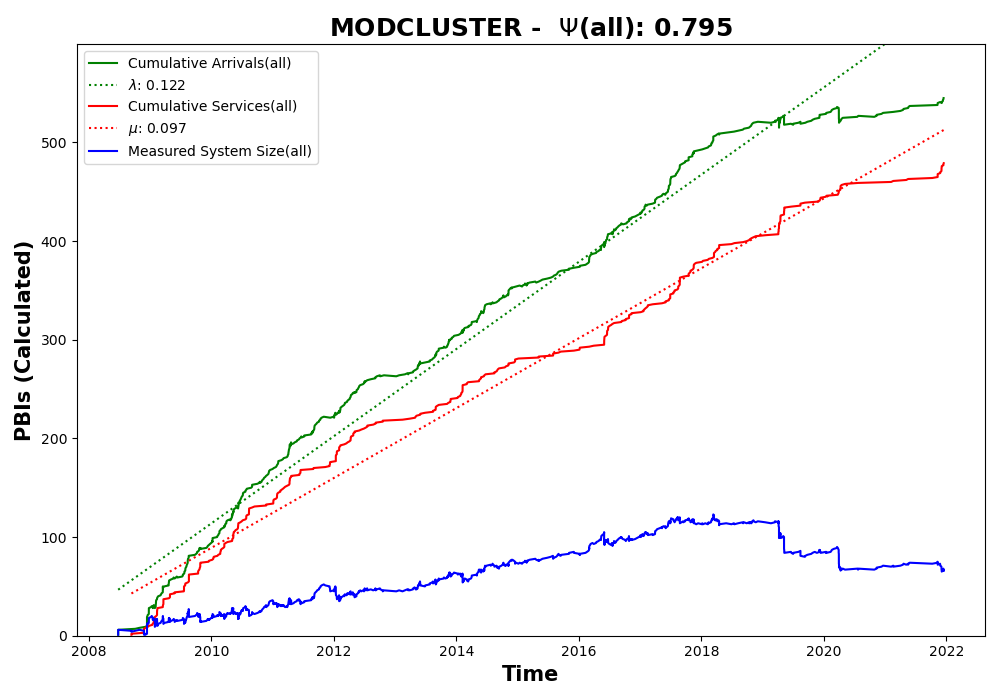 MODCLUSTER - Ψ(all): 0.795
Cumulative Arrivals(all)
λ: 0.122
Cumulative Services(all)
μ: 0.097
Measured System Size(all)
PBIs (Calculated)
500
400
300
200
100
0
2008 2010 2012 2014 2016 2018 2020 2022
Time